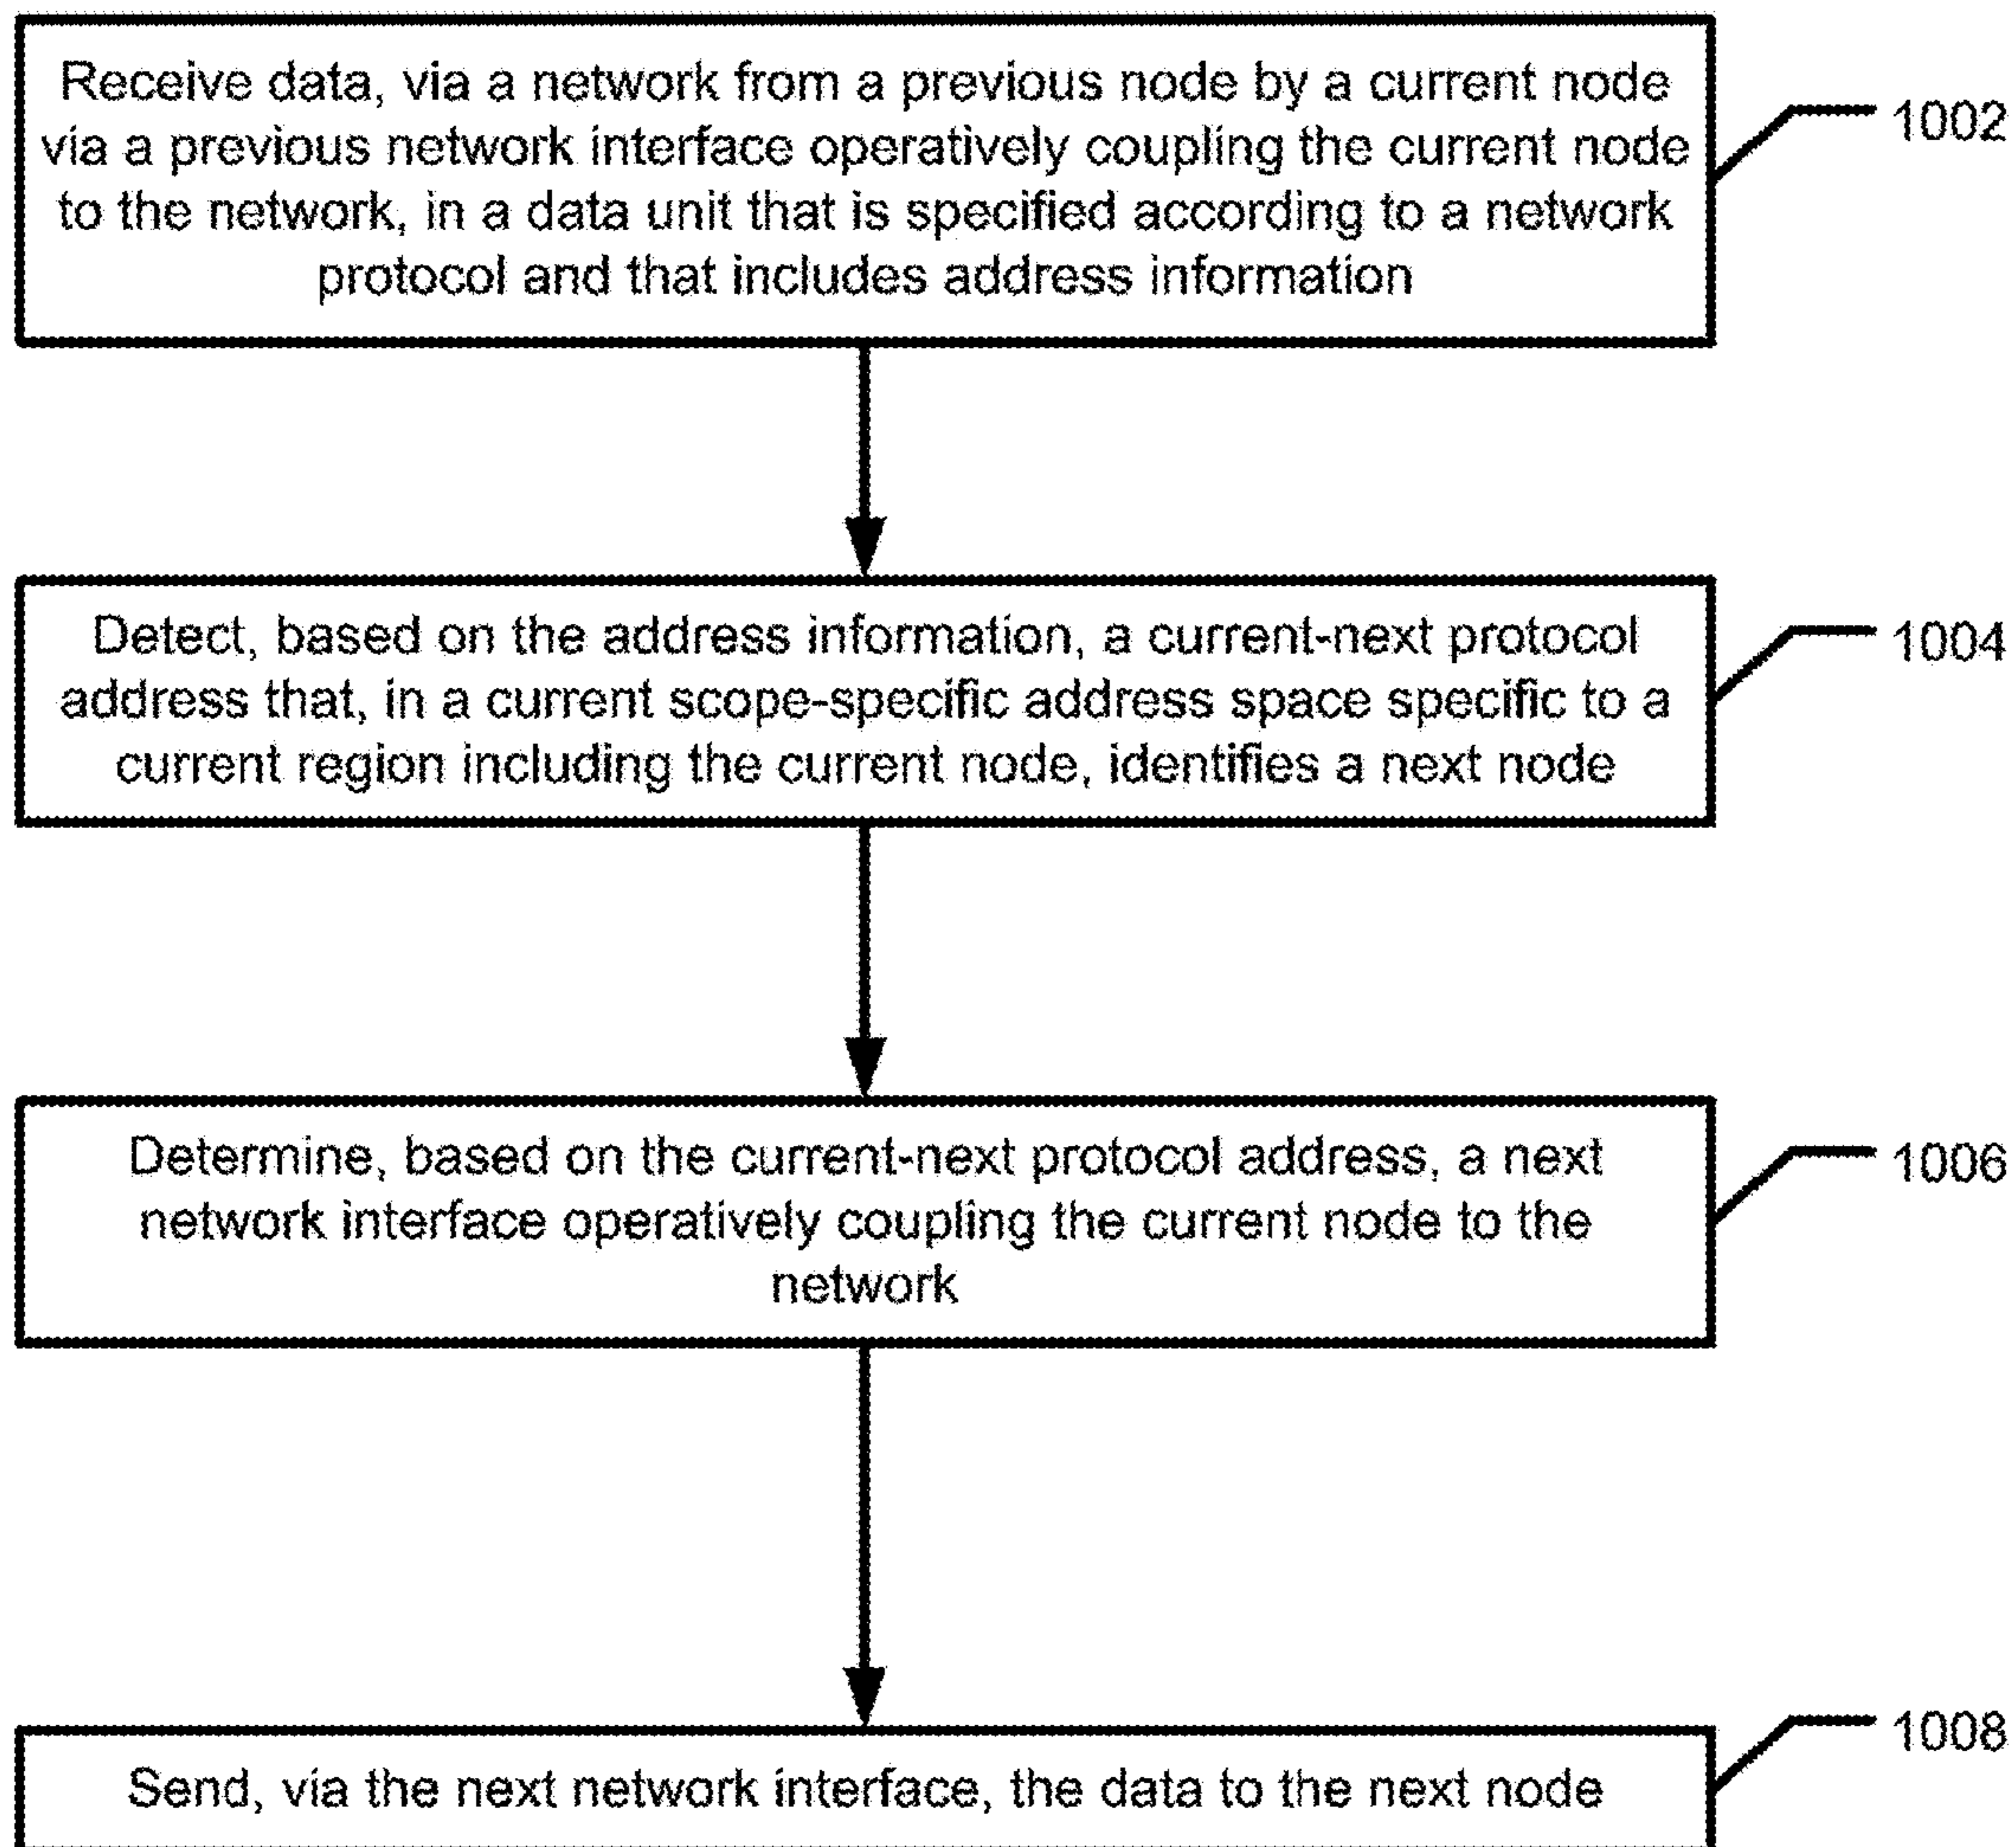 Receive data, via a network from a previous node by a current node
via a previous network interface operatively coupling the current node
to the network, in a data unit that is specified according to a network
protocol and that includes address information
1002
Detect, based on the address information, a current-next protocol
address that, in a current scope-specific address space specific to a
current region including the current node, identifies a next node
1004
Determine, based on the current-next protocol address, a next
network interface operatively coupling the current node to the
network
1006
Send, via the next network interface, the data to the next node
1008